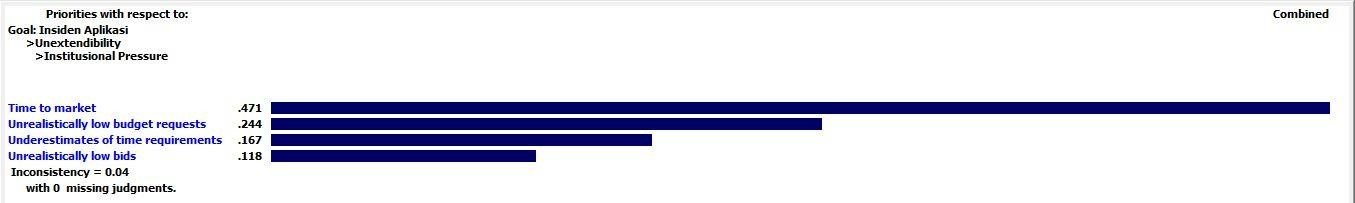 Priorities with respect to: Combined
Goal: Insiden Aplikasi
>Unextendibility
>Institutional Pressure
Time to market .471
Unrealistically low budget requests .244
Underestimates of time requirements .167
Unrealistically low bids .118
Inconsistency = 0.04
with 0 missing judgments.